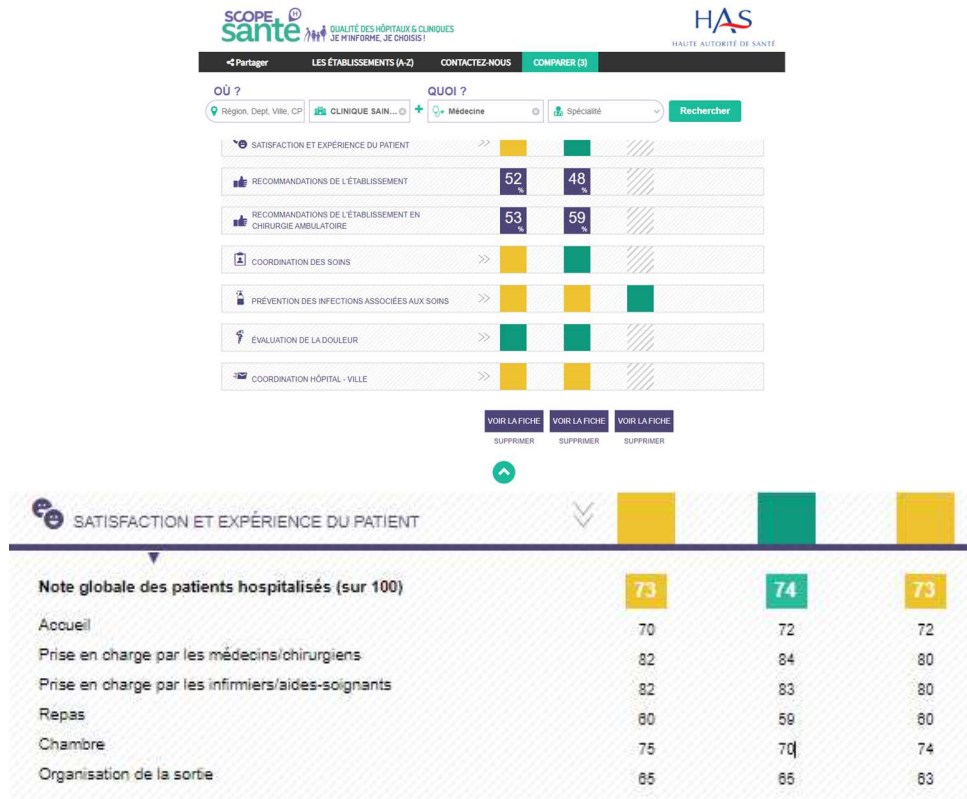 SCOPE santé QUALITÉ DES HÔPITAUX & CLINIQUES
JE M'INFORME, JE CHOISIS !
HAS
HAUTE AUTORITÉ DE SANTÉ
Partager LES ÉTABLISSEMENTS (A-Z) CONTACTEZ-NOUS COMPARER (3)
OÙ ? QUOI ?
Région, Dept, Ville, CP CLINIQUE SAIN... + Médecine Spécialité Rechercher
SATISFACTION ET EXPÉRIENCE DU PATIENT
RECOMMANDATIONS DE L'ÉTABLISSEMENT 52 % 48 %
RECOMMANDATIONS DE L'ÉTABLISSEMENT EN
CHIRURGIE AMBULATOIRE 53 % 59 %
COORDINATION DES SOINS
PRÉVENTION DES INFECTIONS ASSOCIÉES AUX SOINS
ÉVALUATION DE LA DOULEUR
COORDINATION HÔPITAL - VILLE
VOIR LA FICHE VOIR LA FICHE VOIR LA FICHE
SUPPRIMER SUPPRIMER SUPPRIMER
SATISFACTION ET EXPÉRIENCE DU PATIENT
Note globale des patients hospitalisés (sur 100) 73 74 73
Accueil 70 72 72
Prise en charge par les médecins/chirurgiens 82 84 80
Prise en charge par les infirmiers/aides-soignants 82 83 80
Repas 60 59 60
Chambre 75 70 74
Organisation de la sortie 65 65 63